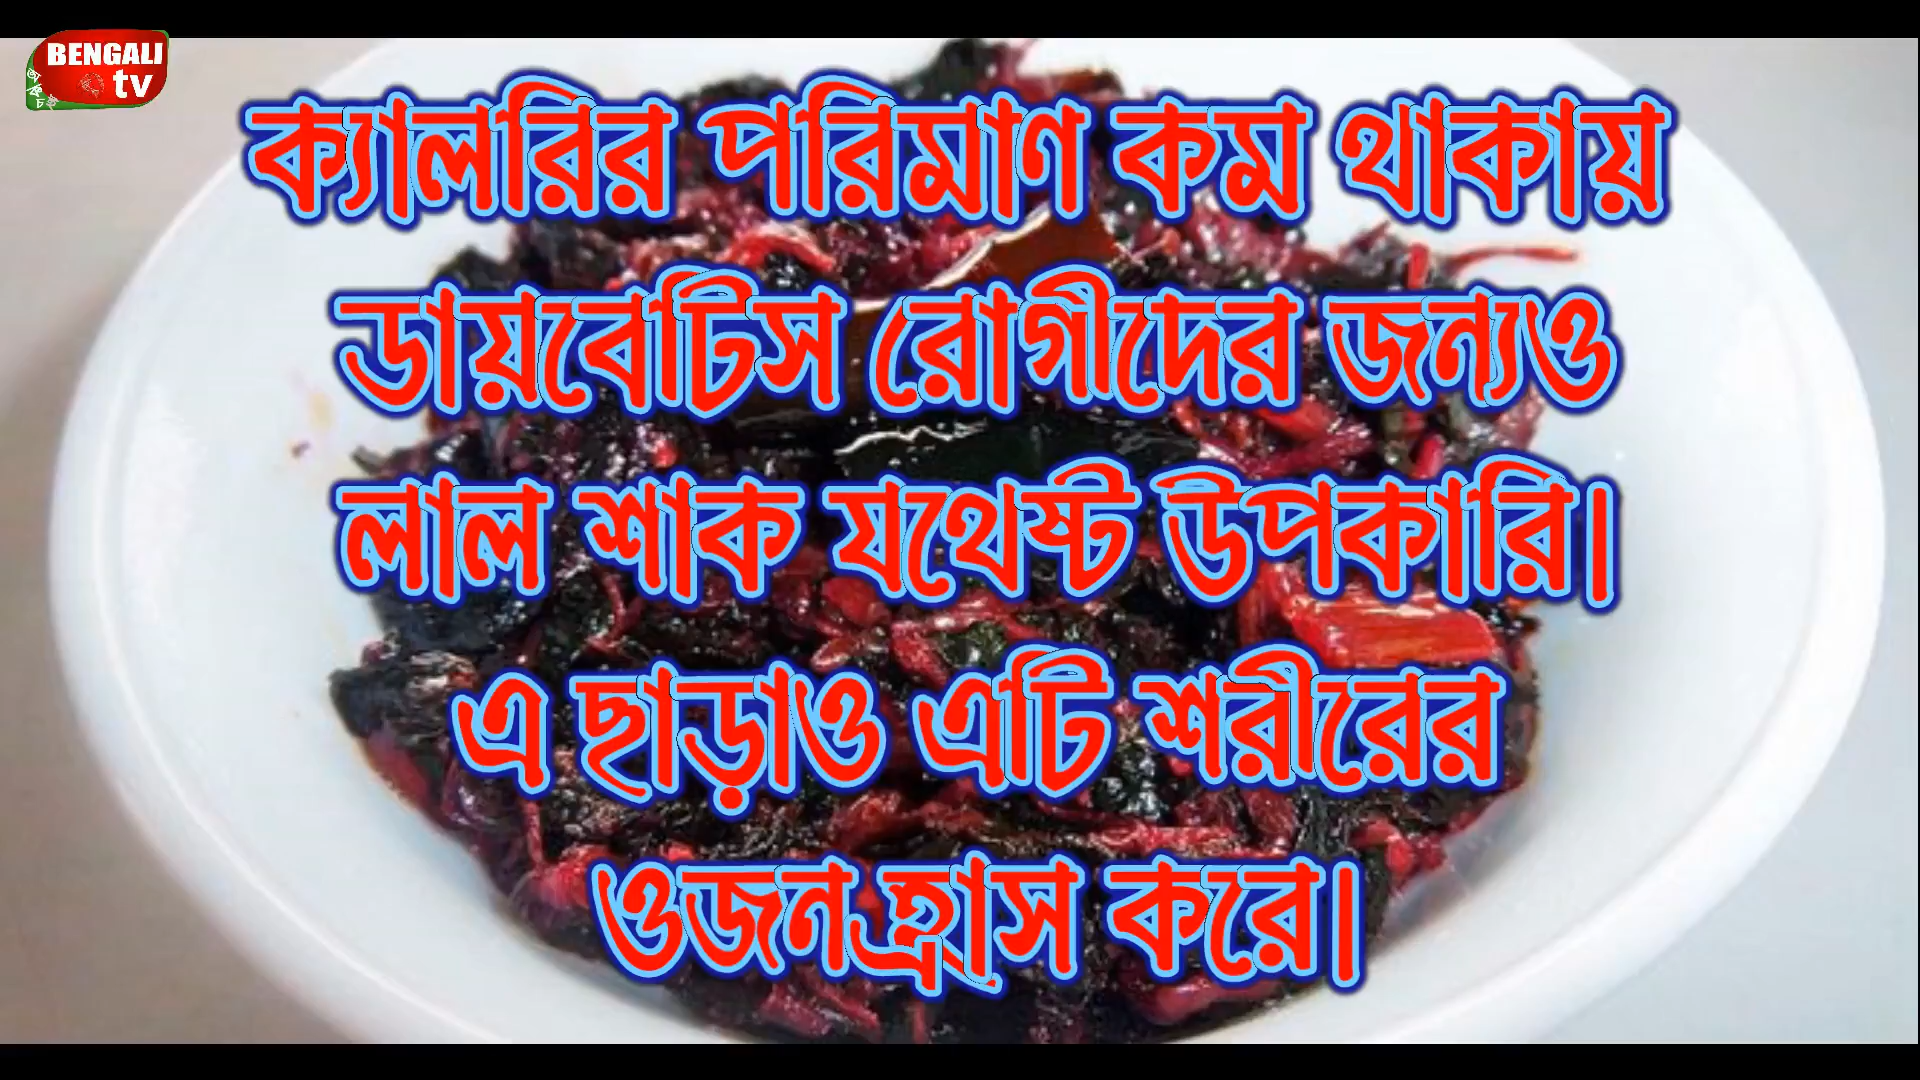 BENGALI
tv
ক্যালরির পরিমাণ কম থাকায়
ডায়বেটিস রোগীদের জন্যও
লাল শাক যথেষ্ট উপকারি।
এ ছাড়াও এটি শরীরের
ওজন হ্রাস করে।